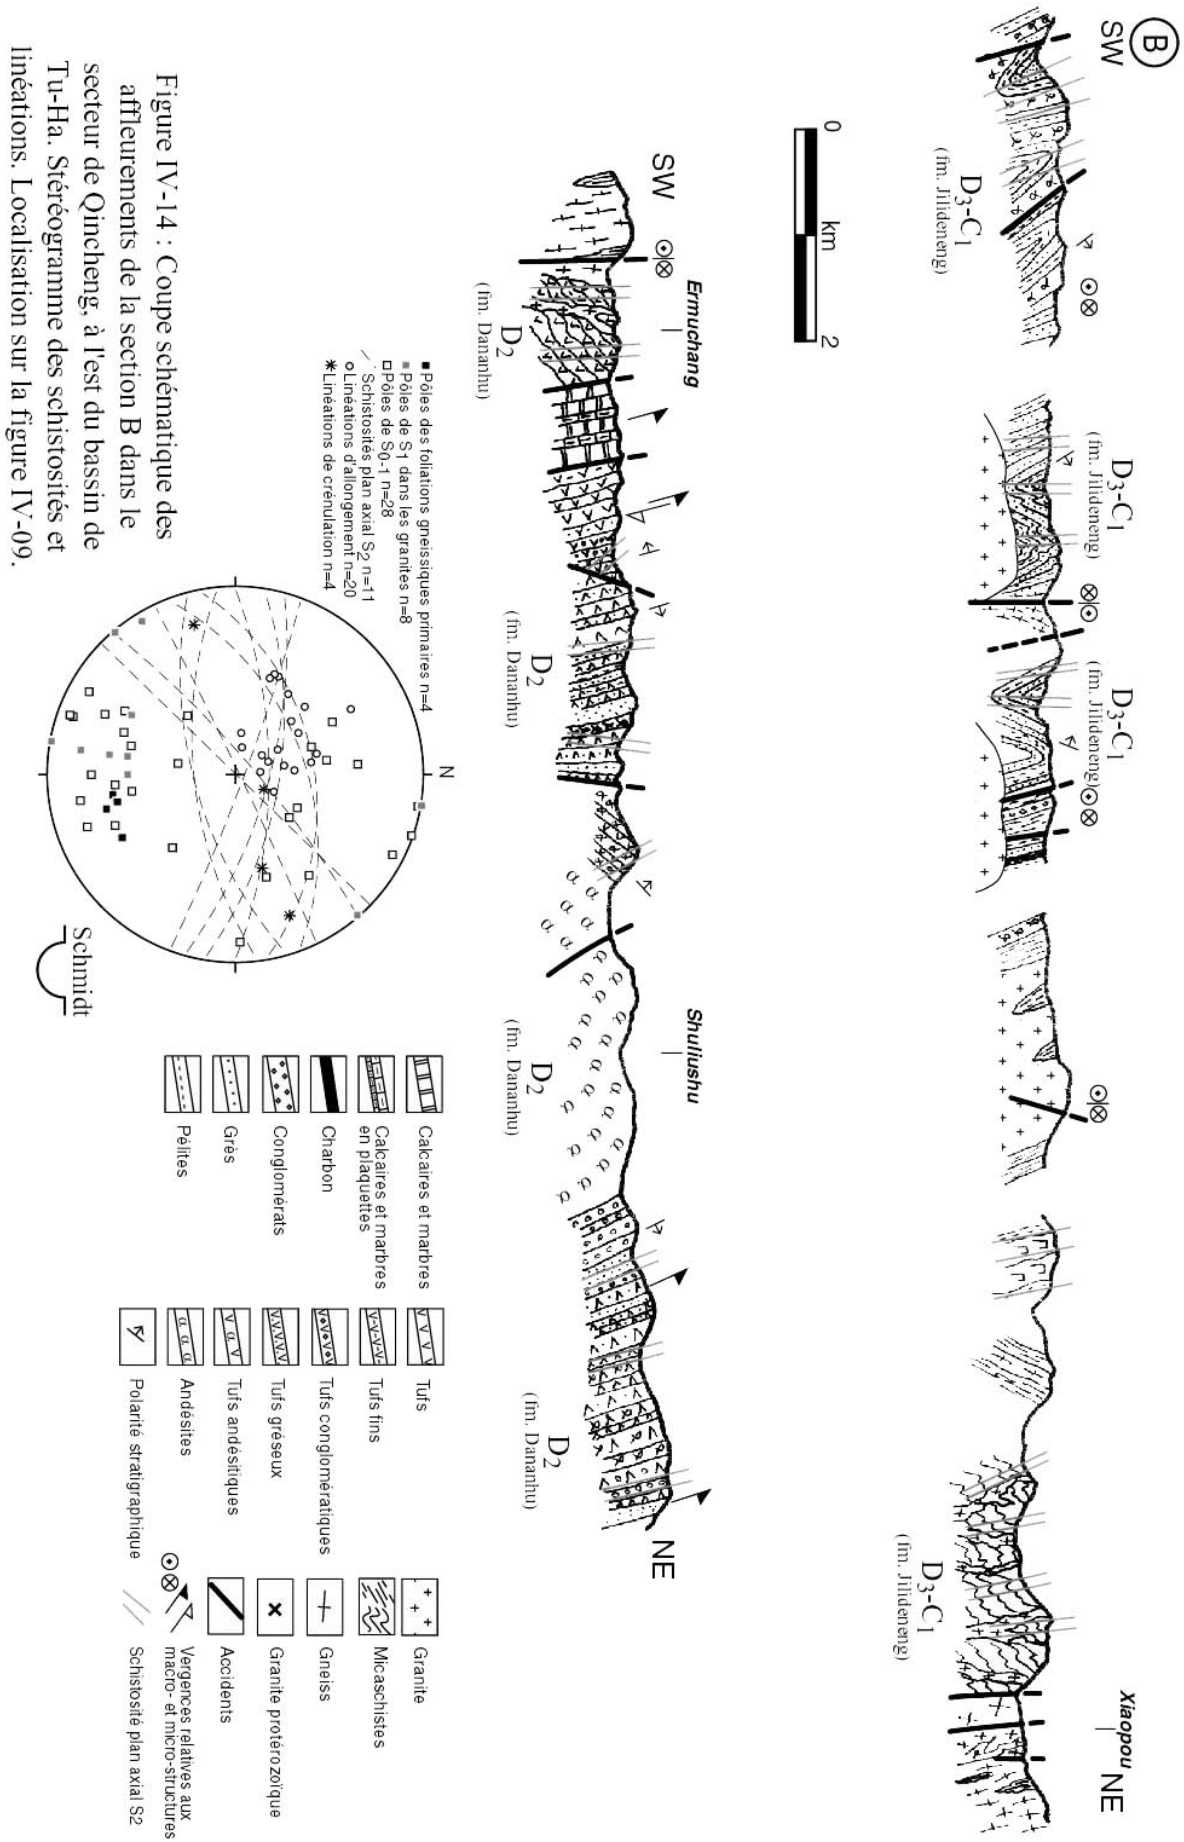 B
SW
D3-C1
(fm. Jilideneng)
D3-C1
(fm. Jilideneng)
D3-C1
(fm. Jilideneng)
D3-C1
(fm. Jilideneng)
Xiaopou
NE
0 km 2
SW
Ermuchang
D2
(fm. Dananhu)
D2
(fm. Dananhu)
Shuliushu
D2
(fm. Dananhu)
D2
(fm. Dananhu)
NE
Pôles des foliations gneissiques primaires n=4
Pôles de S1 dans les granites n=8
Pôles de S0-1 n=28
Schistosités plan axial S2 n=11
Linéations d'allongement n=20
Linéations de crénulation n=4
N
Schmidt
Calcaires et marbres
Calcaires et marbres
en plaquettes
Charbon
Conglomérats
Grès
Pélites
Tufs
Tufs fins
Tufs conglomératiques
Tufs gréseux
Tufs andésitiques
Andésites
Polarité stratigraphique
Granite
Micaschistes
Gneiss
Granite protérozoïque
Accidents
Vergences relatives aux
macro- et micro-structures
Schistosité plan axial S2
Figure IV-14 : Coupe schématique des
affleurements de la section B dans le
secteur de Qincheng, à l'est du bassin de
Tu-Ha. Stéréogramme des schistosités et
linéations. Localisation sur la figure IV-09.